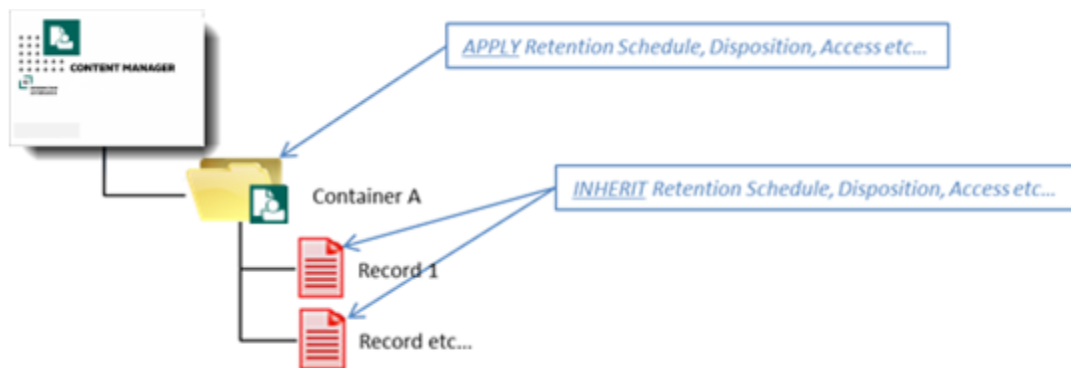 CONTENT MANAGER
APPLY Retention Schedule, Disposition, Access etc...
Container A
INHERIT Retention Schedule, Disposition, Access etc...
Record 1
Record etc...